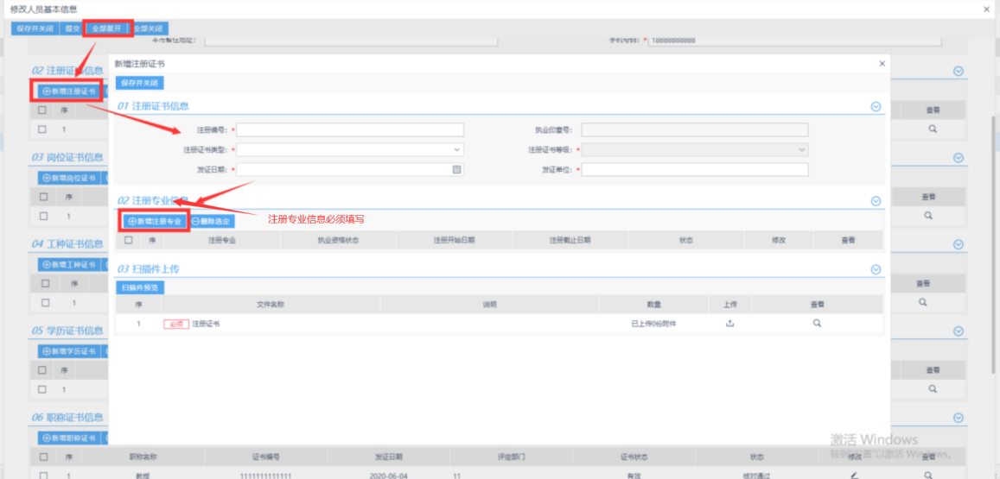 修改人员基本信息
保存并关闭 提交 全部展开 全部关闭
本市暂住地址： 手机号码：* 18888888888
02 注册证书信息
新增注册证书
序 查看
1
03 岗位证书信息
新增岗位证书
序 查看
1
04 工种证书信息
新增工种证书
序 查看
1
05 学历证书信息
新增学历证书
序 查看
1
06 职称证书信息
新增职称证书
序 职称名称 证书编号 发证日期 评定部门 证书状态 状态 修改 查看
1 教授 1111111111111 2020-06-04 11 有效 核对通过
新增注册证书
保存并关闭
01 注册证书信息
注册编号：* 执业印章号：
注册证书类型：* 注册证书等级：*
发证日期：* 发证单位：*
02 注册专业信息
新增注册专业 删除选定
注册专业信息必须填写
序 注册专业 执业资格状态 注册开始日期 注册截止日期 状态 修改 查看
03 扫描件上传
扫描件预览
序 文件名称 说明 数量 上传 查看
1 必须 注册证书 已上传0份附件
激活 Windows
转到"设置"以激活 Windows。